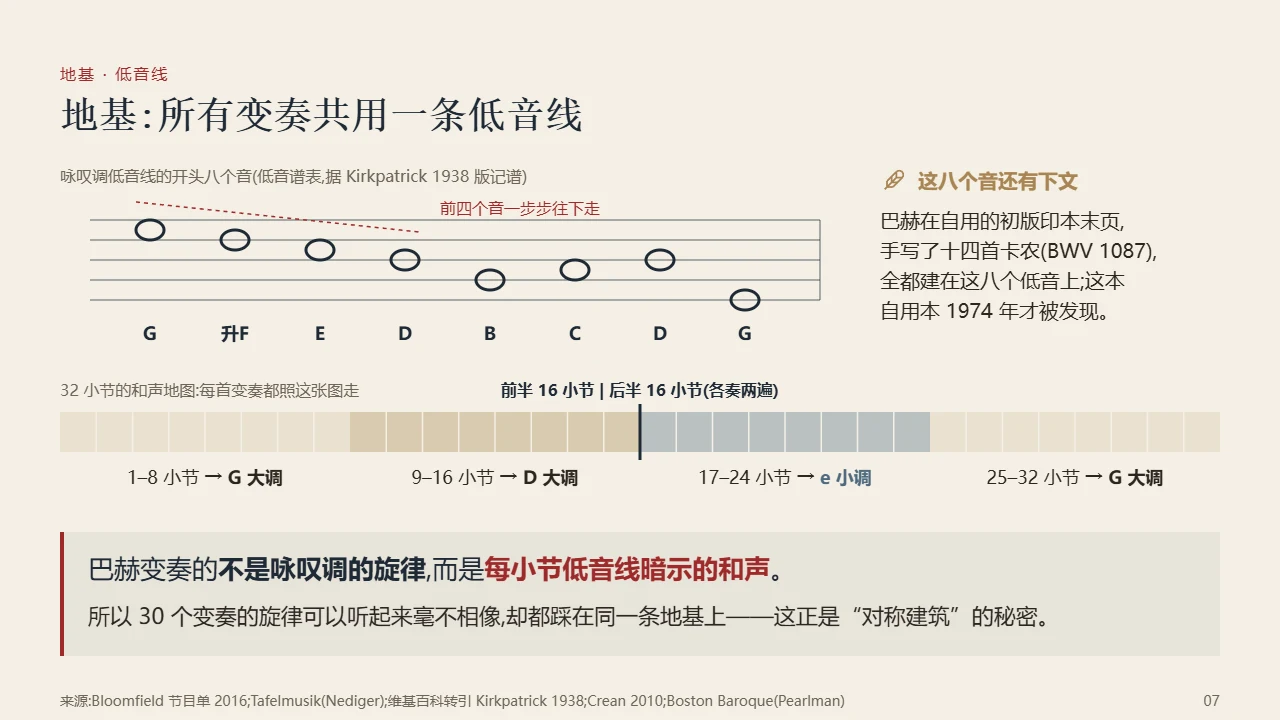 地基 · 低音线
地基:所有变奏共用一条低音线
咏叹调低音线的开头八个音(低音谱表,据 Kirkpatrick 1938 版记谱)
前四个音一步步往下走
G 升F E D B C D G
这八个音还有下文
巴赫在自用的初版印本末页,
手写了十四首卡农(BWV 1087),
全都建在这八个低音上;这本
自用本 1974 年才被发现。
32 小节的和声地图:每首变奏都照这张图走
前半 16 小节 | 后半 16 小节(各奏两遍)
1–8 小节 → G 大调
9–16 小节 → D 大调
17–24 小节 → e 小调
25–32 小节 → G 大调
巴赫变奏的不是咏叹调的旋律,而是每小节低音线暗示的和声。
所以 30 个变奏的旋律可以听起来毫不相像,却都踩在同一条地基上——这正是“对称建筑”的秘密。
来源:Bloomfield 节目单 2016;Tafelmusik(Nediger);维基百科转引 Kirkpatrick 1938;Crean 2010;Boston Baroque(Pearlman)
07